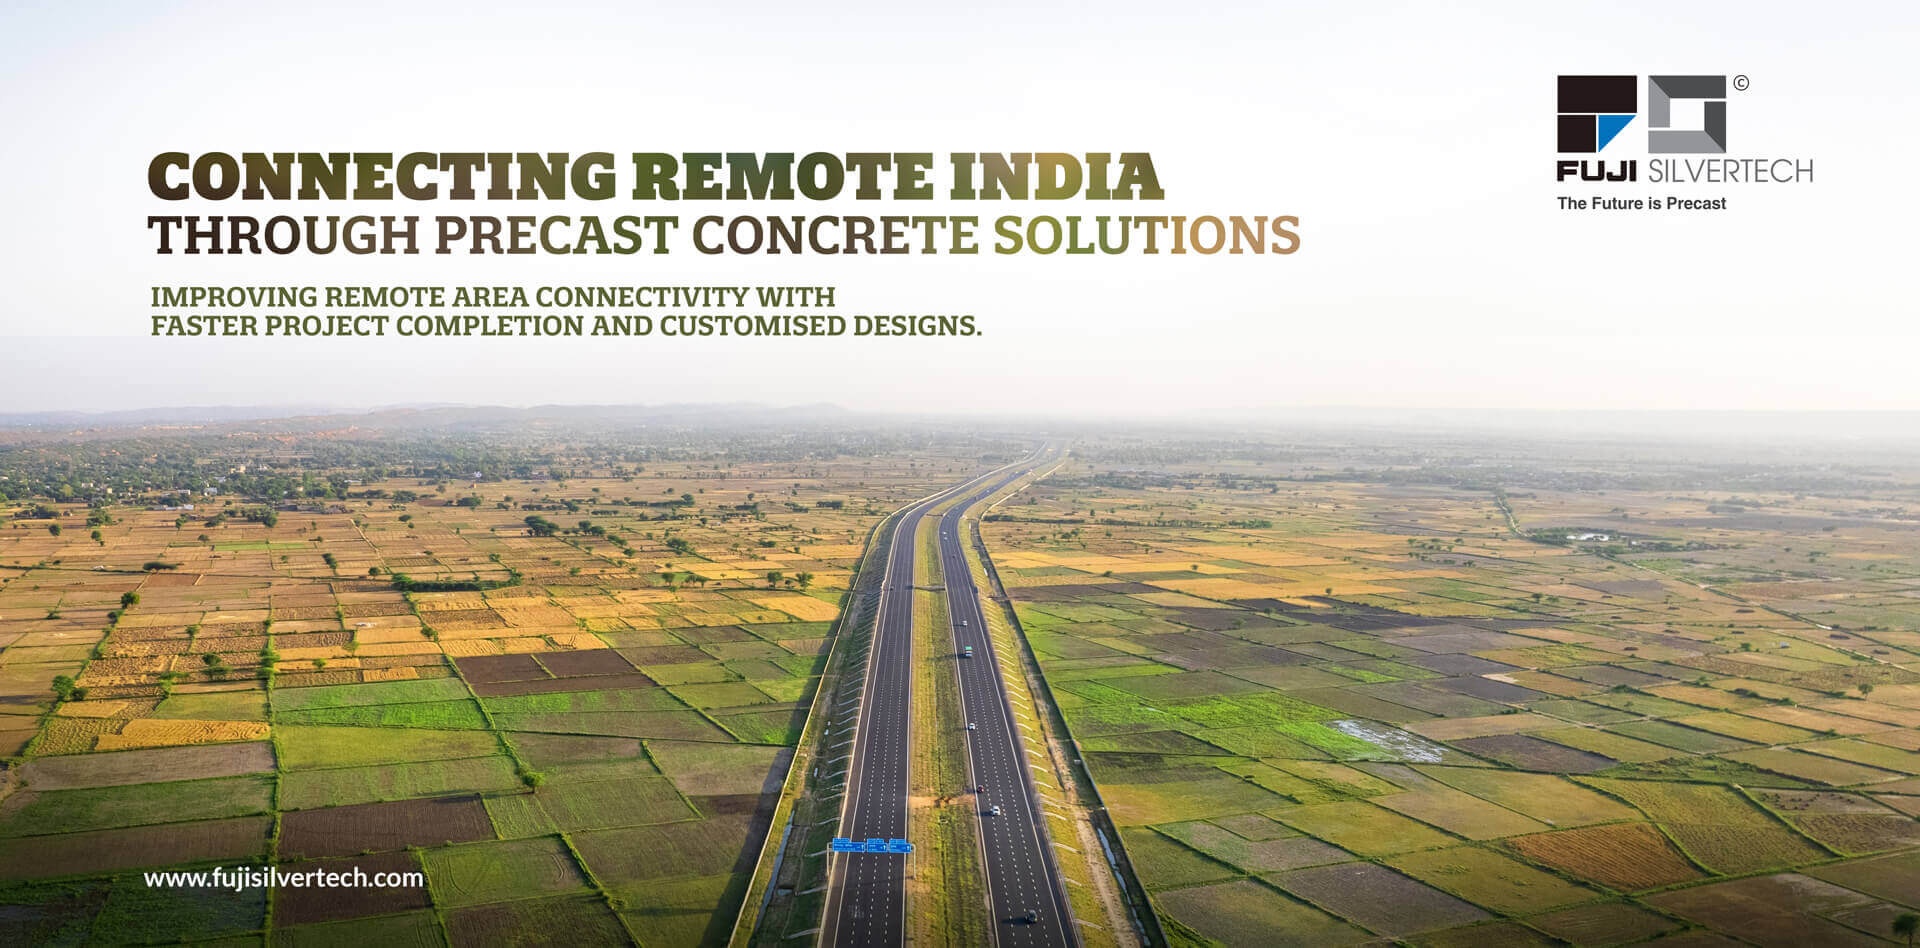 CONNECTING REMOTE INDIA
THROUGH PRECAST CONCRETE SOLUTIONS
IMPROVING REMOTE AREA CONNECTIVITY WITH
FASTER PROJECT COMPLETION AND CUSTOMISED DESIGNS.
©
FUJI SILVERTECH
The Future is Precast
www.fujisilvertech.com